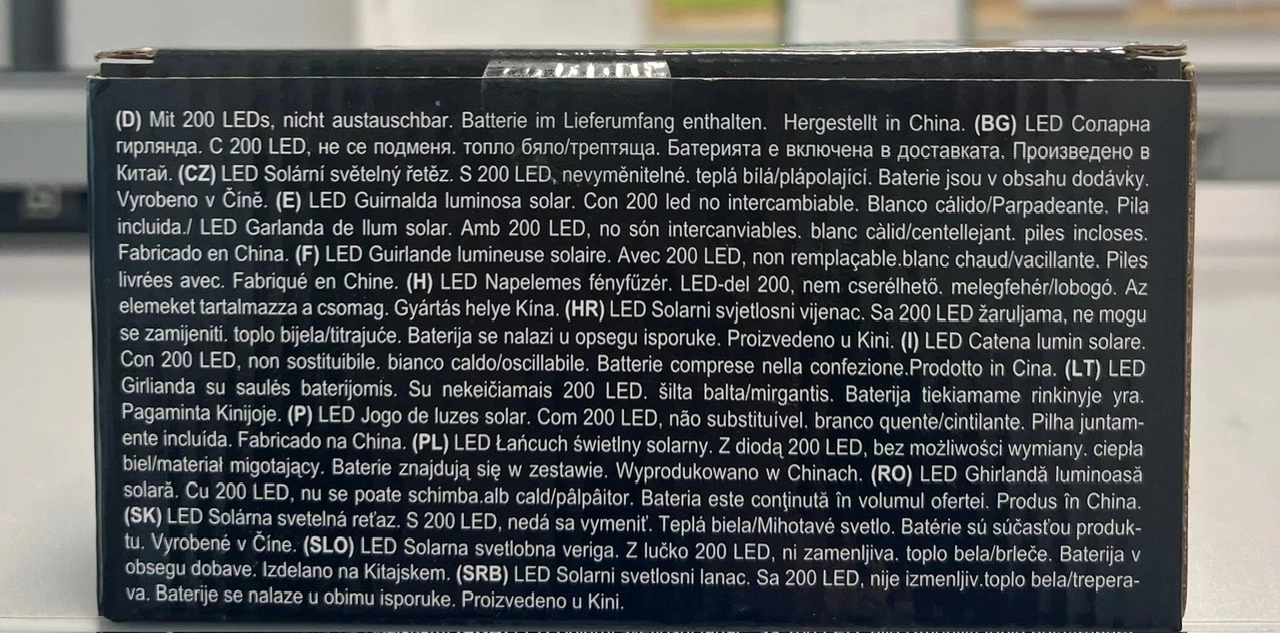 (D) Mit 200 LEDs, nicht austauschbar. Batterie im Lieferumfang enthalten. Hergestellt in China. (BG) LED Соларна
гирлянда. С 200 LED, не се подменя. топло бяло/трептяща. Батерията е включена в доставката. Произведено в
Китай. (CZ) LED Solární světelný řetěz. S 200 LED, nevyměnitelné. teplá bílá/plápolající. Baterie jsou v obsahu dodávky.
Vyrobeno v Číně. (E) LED Guirnalda luminosa solar. Con 200 led no intercambiable. Blanco cálido/Parpadeante. Pila
incluida./ LED Garlanda de llum solar. Amb 200 LED, no són intercanviables. blanc càlid/centellejant. piles incloses.
Fabricado en China. (F) LED Guirlande lumineuse solaire. Avec 200 LED, non remplaçable.blanc chaud/vacillante. Piles
livrées avec. Fabriqué en Chine. (H) LED Napelemes fényfűzér. LED-del 200, nem cserélhető. melegfehér/lobogó. Az
elemeket tartalmazza a csomag. Gyártás helye Kína. (HR) LED Solarni svjetlosni vijenac. Sa 200 LED žaruljama, ne mogu
se zamijeniti. toplo bijela/titrajuće. Baterija se nalazi u opsegu isporuke. Proizvedeno u Kini. (I) LED Catena lumin solare.
Con 200 LED, non sostituibile. bianco caldo/oscillabile. Batterie comprese nella confezione.Prodotto in Cina. (LT) LED
Girlianda su saulės baterijomis. Su nekeičiamais 200 LED. šilta balta/mirgantis. Baterija tiekiamame rinkinyje yra.
Pagaminta Kinijoje. (P) LED Jogo de luzes solar. Com 200 LED, não substituível. branco quente/cintilante. Pilha juntam-
ente incluída. Fabricado na China. (PL) LED Łańcuch świetlny solarny. Z diodą 200 LED, bez możliwości wymiany. ciepła
biel/materiał migotający. Baterie znajdują się w zestawie. Wyprodukowano w Chinach. (RO) LED Ghirlandă luminoasă
solară. Cu 200 LED, nu se poate schimba.alb cald/pâlpâitor. Bateria este conţinută în volumul ofertei. Produs în China.
(SK) LED Solárna svetelná reťaz. S 200 LED, nedá sa vymeniť. Teplá biela/Mihotavé svetlo. Batérie sú súčasťou produk-
tu. Vyrobené v Číne. (SLO) LED Solarna svetlobna veriga. Z lučko 200 LED, ni zamenljiva. toplo bela/brleče. Baterija v
obsegu dobave. Izdelano na Kitajskem. (SRB) LED Solarni svetlosni lanac. Sa 200 LED, nije izmenljiv.toplo bela/trepera-
va. Baterije se nalaze u obimu isporuke. Proizvedeno u Kini.